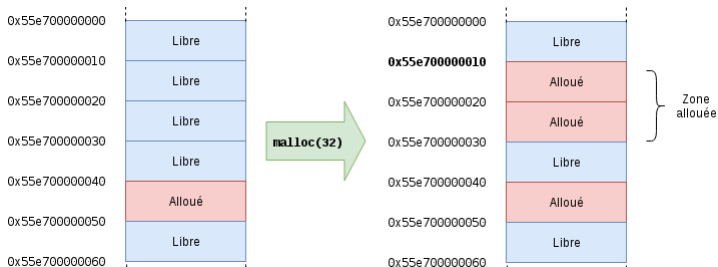 0x55e700000000
Libre
0x55e700000010
Libre
0x55e700000020
Libre
0x55e700000030
Libre
0x55e700000040
Alloué
0x55e700000050
Libre
0x55e700000060
malloc(32)
0x55e700000000
Libre
0x55e700000010
Alloué
0x55e700000020
Alloué
0x55e700000030
Libre
0x55e700000040
Alloué
0x55e700000050
Libre
0x55e700000060
Zone
allouée